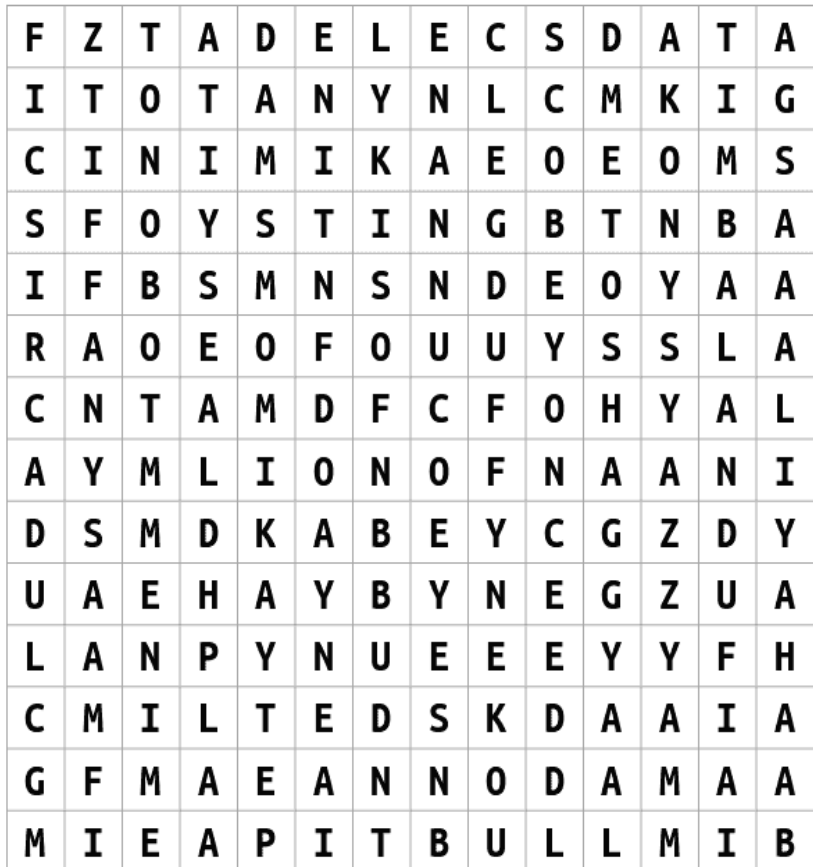 F Z T A D E L E C S D A T A
I T O T A N Y N L C M K I G
C I N I M I K A E O E O M S
S F O Y S T I N G B T N B A
I F B S M N S N D E O Y A A
R A O E O F O U U Y S S L A
C N T A M D F C F O H Y A L
A Y M L I O N O F N A A N I
D S M D K A B E Y C G Z D Y
U A E H A Y B Y N E G Z U A
L A N P Y N U E E E Y Y F H
C M I L T E D S K D A A I A
G F M A E A N N O D A M A A
M I E A P I T B U L L M I B